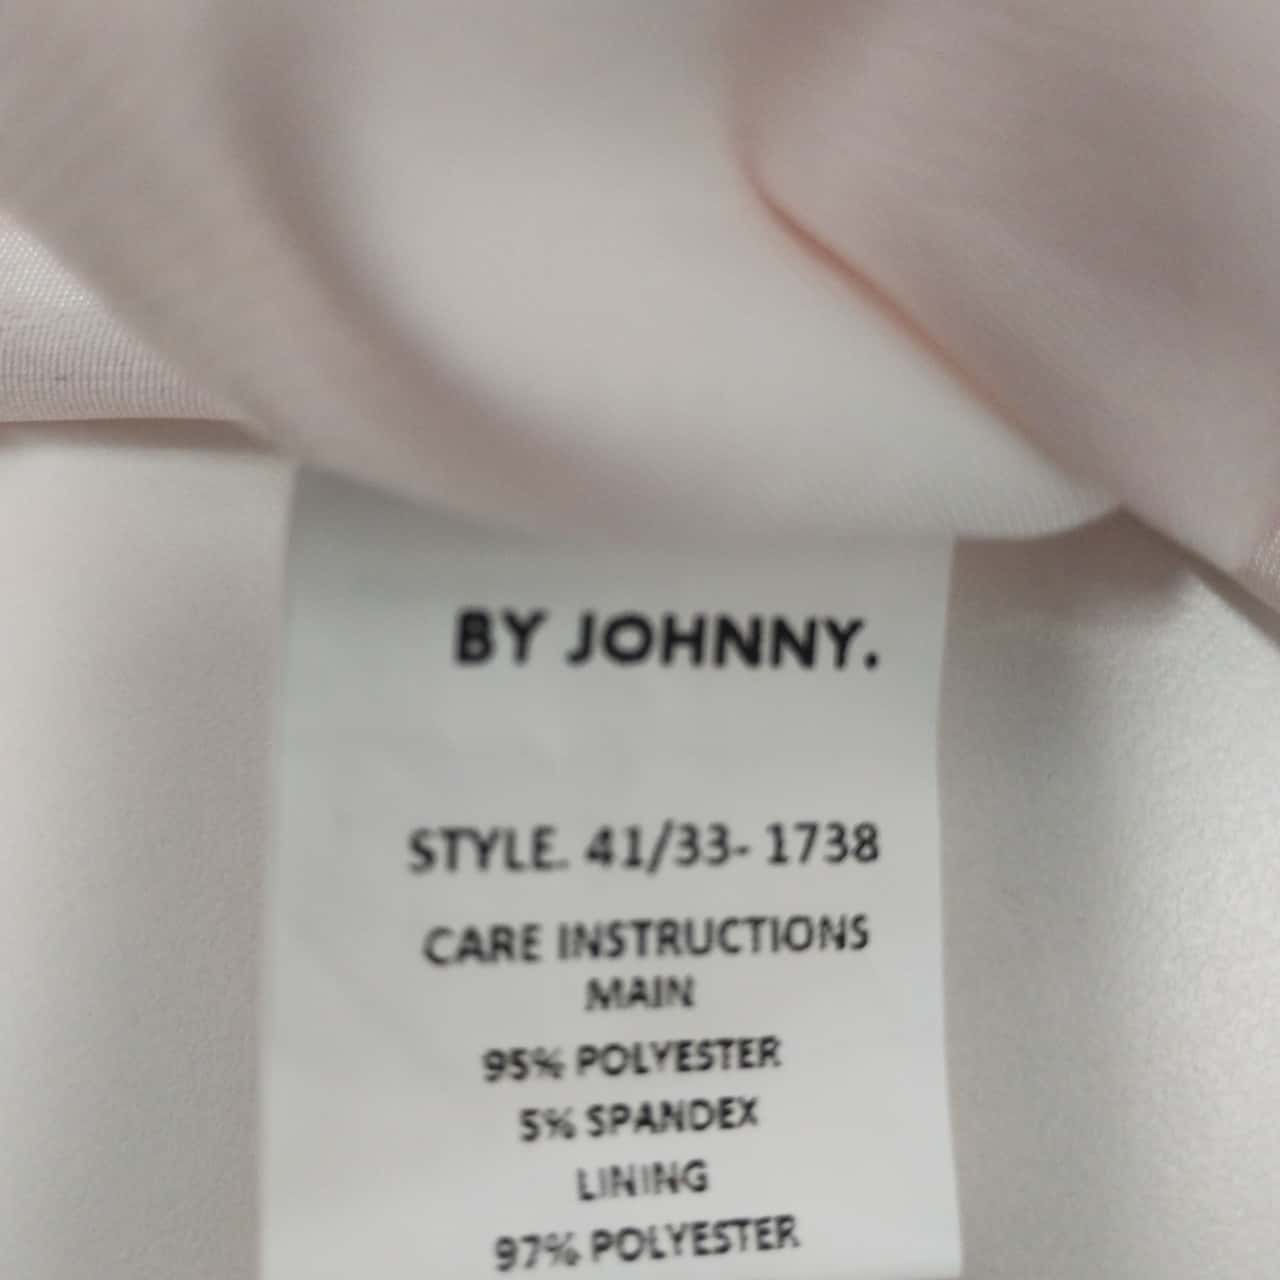 BY JOHNNY.
STYLE. 41/33- 1738
CARE INSTRUCTIONS
MAIN
95% POLYESTER
5% SPANDEX
LINING
97% POLYESTER